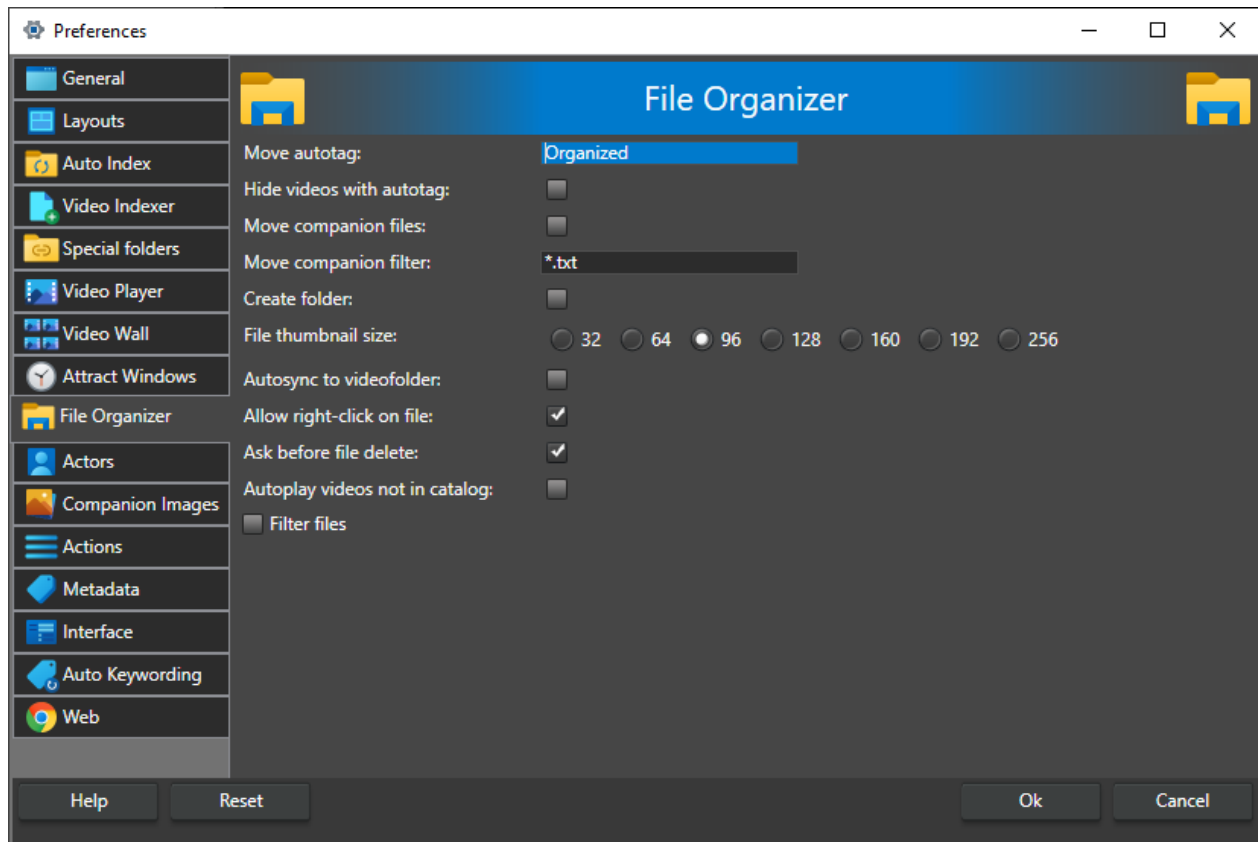 Preferences
General
Layouts
Auto Index
Video Indexer
Special folders
Video Player
Video Wall
Attract Windows
File Organizer
Actors
Companion Images
Actions
Metadata
Interface
Auto Keywording
Web
File Organizer
Move autotag: Organized
Hide videos with autotag:
Move companion files:
Move companion filter: *.txt
Create folder:
File thumbnail size: 32 64 96 128 160 192 256
Autosync to videofolder:
Allow right-click on file:
Ask before file delete:
Autoplay videos not in catalog:
Filter files
Help Reset Ok Cancel